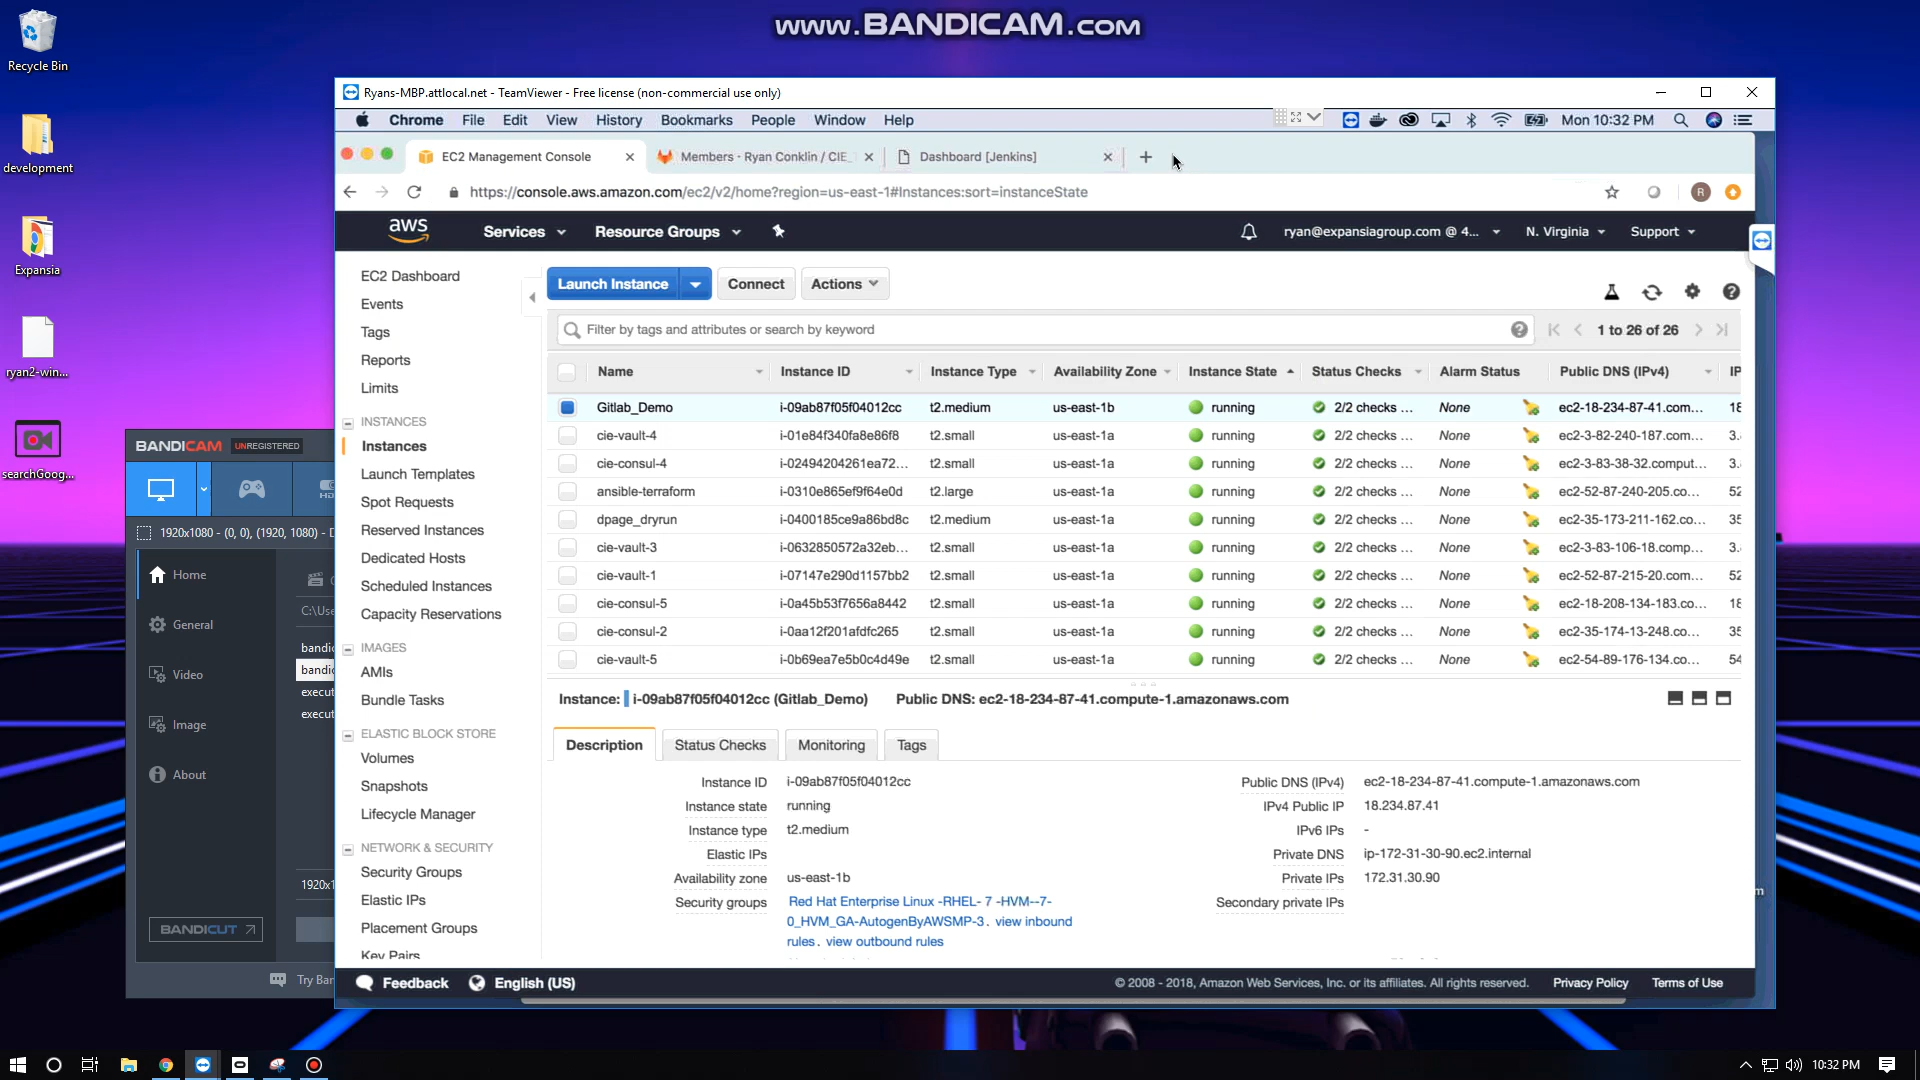 www.BANDICAM.com
Recycle Bin
development
Expansia
ryan2-win...
searchGoog...
BANDICAM UNREGISTERED
1920x1080 - (0, 0), (1920, 1080) - D
Home
General
Video
Image
About
C:\Use
bandic
bandic
execut
execut
1920x1
BANDICUT
Try Ban
Ryans-MBP.attlocal.net - TeamViewer - Free license (non-commercial use only)
Chrome File Edit View History Bookmarks People Window Help
Mon 10:32 PM
EC2 Management Console
Members · Ryan Conklin / CIE_
Dashboard [Jenkins]
https://console.aws.amazon.com/ec2/v2/home?region=us-east-1#Instances:sort=instanceState
R
aws Services Resource Groups
ryan@expansiagroup.com @ 4... N. Virginia Support
EC2 Dashboard
Events
Tags
Reports
Limits
INSTANCES
Instances
Launch Templates
Spot Requests
Reserved Instances
Dedicated Hosts
Scheduled Instances
Capacity Reservations
IMAGES
AMIs
Bundle Tasks
ELASTIC BLOCK STORE
Volumes
Snapshots
Lifecycle Manager
NETWORK & SECURITY
Security Groups
Elastic IPs
Placement Groups
Key Pairs
Launch Instance Connect Actions
Filter by tags and attributes or search by keyword
1 to 26 of 26
Name Instance ID Instance Type Availability Zone Instance State Status Checks Alarm Status Public DNS (IPv4) IP
Gitlab_Demo i-09ab87f05f04012cc t2.medium us-east-1b running 2/2 checks ... None ec2-18-234-87-41.com... 18
cie-vault-4 i-01e84f340fa8e86f8 t2.small us-east-1a running 2/2 checks ... None ec2-3-82-240-187.com... 3.
cie-consul-4 i-02494204261ea72... t2.small us-east-1a running 2/2 checks ... None ec2-3-83-38-32.comput... 3.
ansible-terraform i-0310e865ef9f64e0d t2.large us-east-1a running 2/2 checks ... None ec2-52-87-240-205.co... 52
dpage_dryrun i-0400185ce9a86bd8c t2.medium us-east-1a running 2/2 checks ... None ec2-35-173-211-162.co... 35
cie-vault-3 i-0632850572a32eb... t2.small us-east-1a running 2/2 checks ... None ec2-3-83-106-18.comp... 3.
cie-vault-1 i-07147e290d1157bb2 t2.small us-east-1a running 2/2 checks ... None ec2-52-87-215-20.com... 52
cie-consul-5 i-0a45b53f7656a8442 t2.small us-east-1a running 2/2 checks ... None ec2-18-208-134-183.co... 18
cie-consul-2 i-0aa12f201afdfc265 t2.small us-east-1a running 2/2 checks ... None ec2-35-174-13-248.co... 35
cie-vault-5 i-0b69ea7e5b0c4d49e t2.small us-east-1a running 2/2 checks ... None ec2-54-89-176-134.co... 54
Instance: i-09ab87f05f04012cc (Gitlab_Demo) Public DNS: ec2-18-234-87-41.compute-1.amazonaws.com
Description Status Checks Monitoring Tags
Instance ID i-09ab87f05f04012cc
Instance state running
Instance type t2.medium
Elastic IPs
Availability zone us-east-1b
Security groups Red Hat Enterprise Linux -RHEL- 7 -HVM--7-
0_HVM_GA-AutogenByAWSMP-3. view inbound
rules. view outbound rules
Public DNS (IPv4) ec2-18-234-87-41.compute-1.amazonaws.com
IPv4 Public IP 18.234.87.41
IPv6 IPs -
Private DNS ip-172-31-30-90.ec2.internal
Private IPs 172.31.30.90
Secondary private IPs
Feedback English (US)
© 2008 - 2018, Amazon Web Services, Inc. or its affiliates. All rights reserved. Privacy Policy Terms of Use
10:32 PM